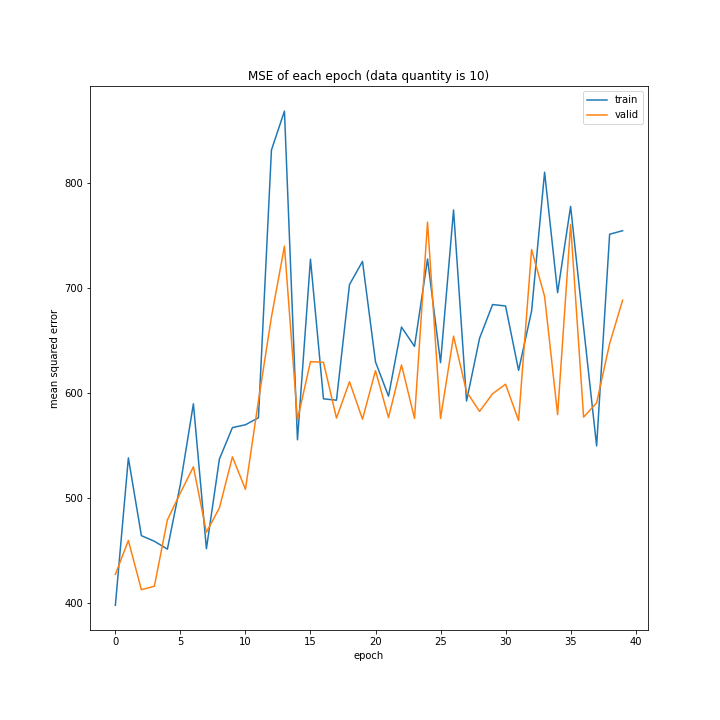 MSE of each epoch (data quantity is 10)
train
valid
mean squared error
800
700
600
500
400
0 5 10 15 20 25 30 35 40
epoch